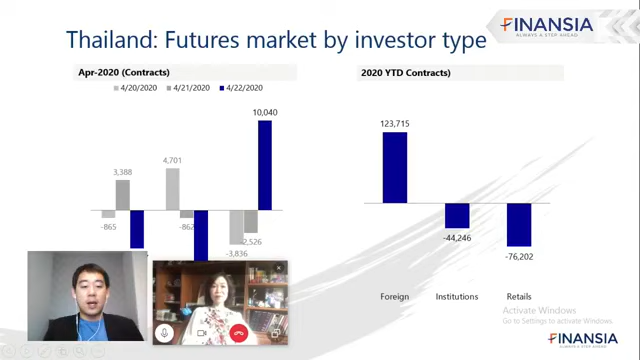 FINANSIA
ALWAYS A STEP AHEAD
Thailand: Futures market by investor type
Apr-2020 (Contracts)
4/20/2020 4/21/2020 4/22/2020
10,040
4,701
3,388
-865
-862
-2,526
-3,836
2020 YTD Contracts)
123,715
-44,246
-76,202
Foreign Institutions Retails
Activate Windows
Go to Settings to activate Windows.
FINANSIA